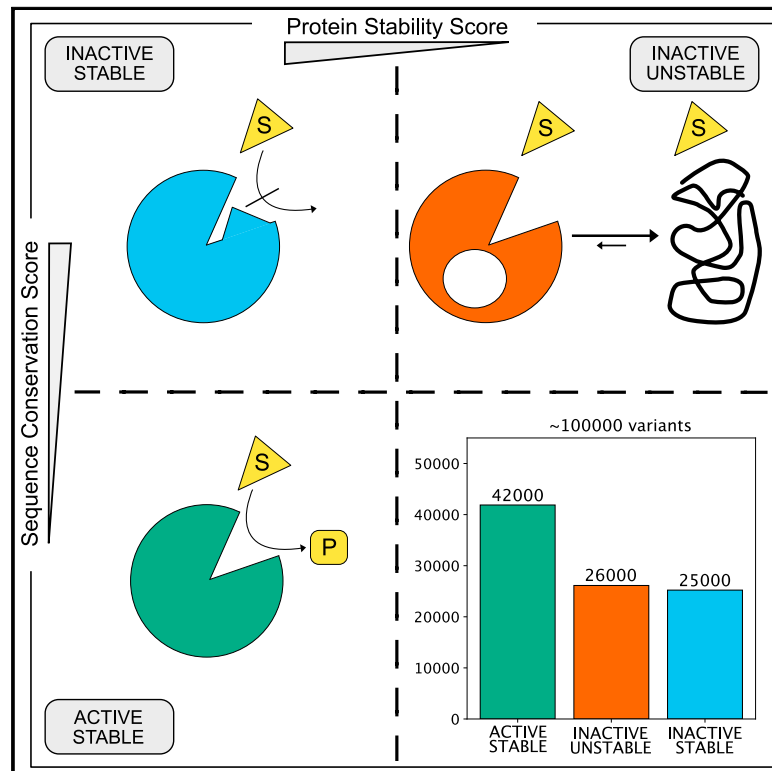 Protein Stability Score
INACTIVE
STABLE
INACTIVE
UNSTABLE
S
S
S
Sequence Conservation Score
S
P
ACTIVE
STABLE
~100000 variants
50000
40000
30000
20000
10000
0
42000
26000
25000
ACTIVE
STABLE
INACTIVE
UNSTABLE
INACTIVE
STABLE